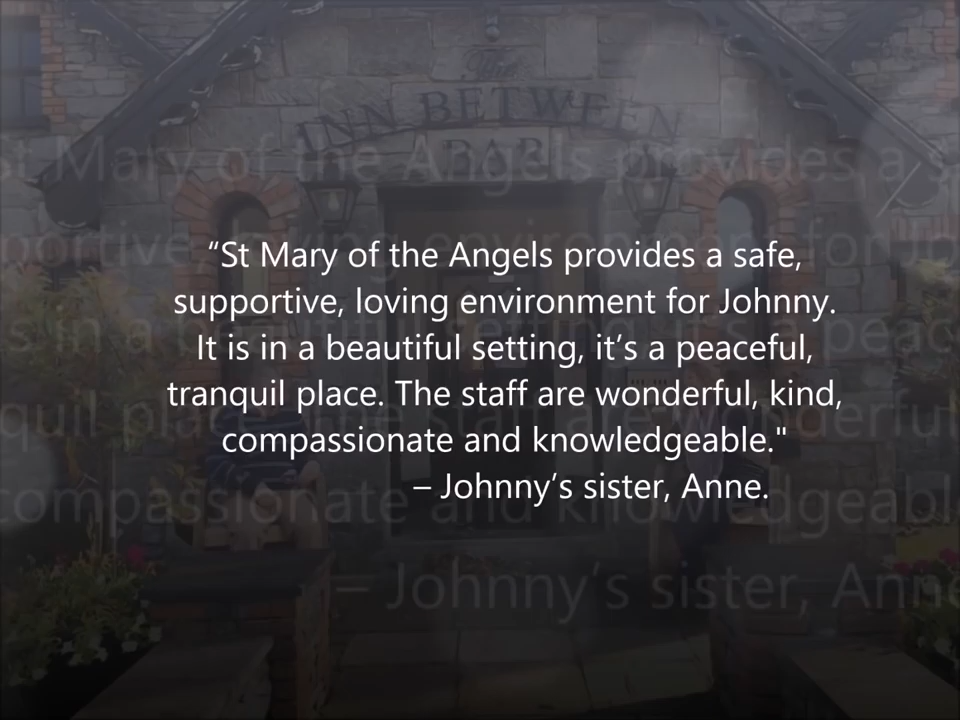 The
INN BETWEEN
BAR
“St Mary of the Angels provides a safe,
supportive, loving environment for Johnny.
It is in a beautiful setting, it’s a peaceful,
tranquil place. The staff are wonderful, kind,
compassionate and knowledgeable."
– Johnny’s sister, Anne.